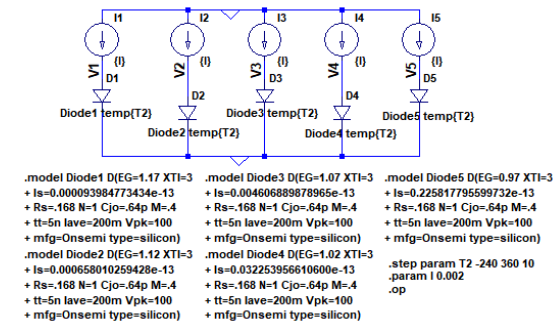 I1 I2 I3 I4 I5
{I} {I} {I} {I} {I}
V1 V2 V3 V4 V5
D1 D2 D3 D4 D5
Diode1 temp{T2}
Diode2 temp{T2}
Diode3 temp{T2}
Diode4 temp{T2}
Diode5 temp{T2}
.model Diode1 D(EG=1.17 XTI=3
+ Is=0.00009398477343​4e-13
+ Rs=.168 N=1 Cjo=.64p M=.4
+ tt=5n Iave=200m Vpk=100
+ mfg=Onsemi type=silicon)
.model Diode2 D(EG=1.12 XTI=3
+ Is=0.000658010259428e-13
+ Rs=.168 N=1 Cjo=.64p M=.4
+ tt=5n Iave=200m Vpk=100
+ mfg=Onsemi type=silicon)
.model Diode3 D(EG=1.07 XTI=3
+ Is=0.004606889878965e-13
+ Rs=.168 N=1 Cjo=.64p M=.4
+ tt=5n Iave=200m Vpk=100
+ mfg=Onsemi type=silicon)
.model Diode4 D(EG=1.02 XTI=3
+ Is=0.032253956610600e-13
+ Rs=.168 N=1 Cjo=.64p M=.4
+ tt=5n Iave=200m Vpk=100
+ mfg=Onsemi type=silicon)
.model Diode5 D(EG=0.97 XTI=3
+ Is=0.225817795599732e-13
+ Rs=.168 N=1 Cjo=.64p M=.4
+ tt=5n Iave=200m Vpk=100
+ mfg=Onsemi type=silicon)
.step param T2 -240 360 10
.param I 0.002
.op